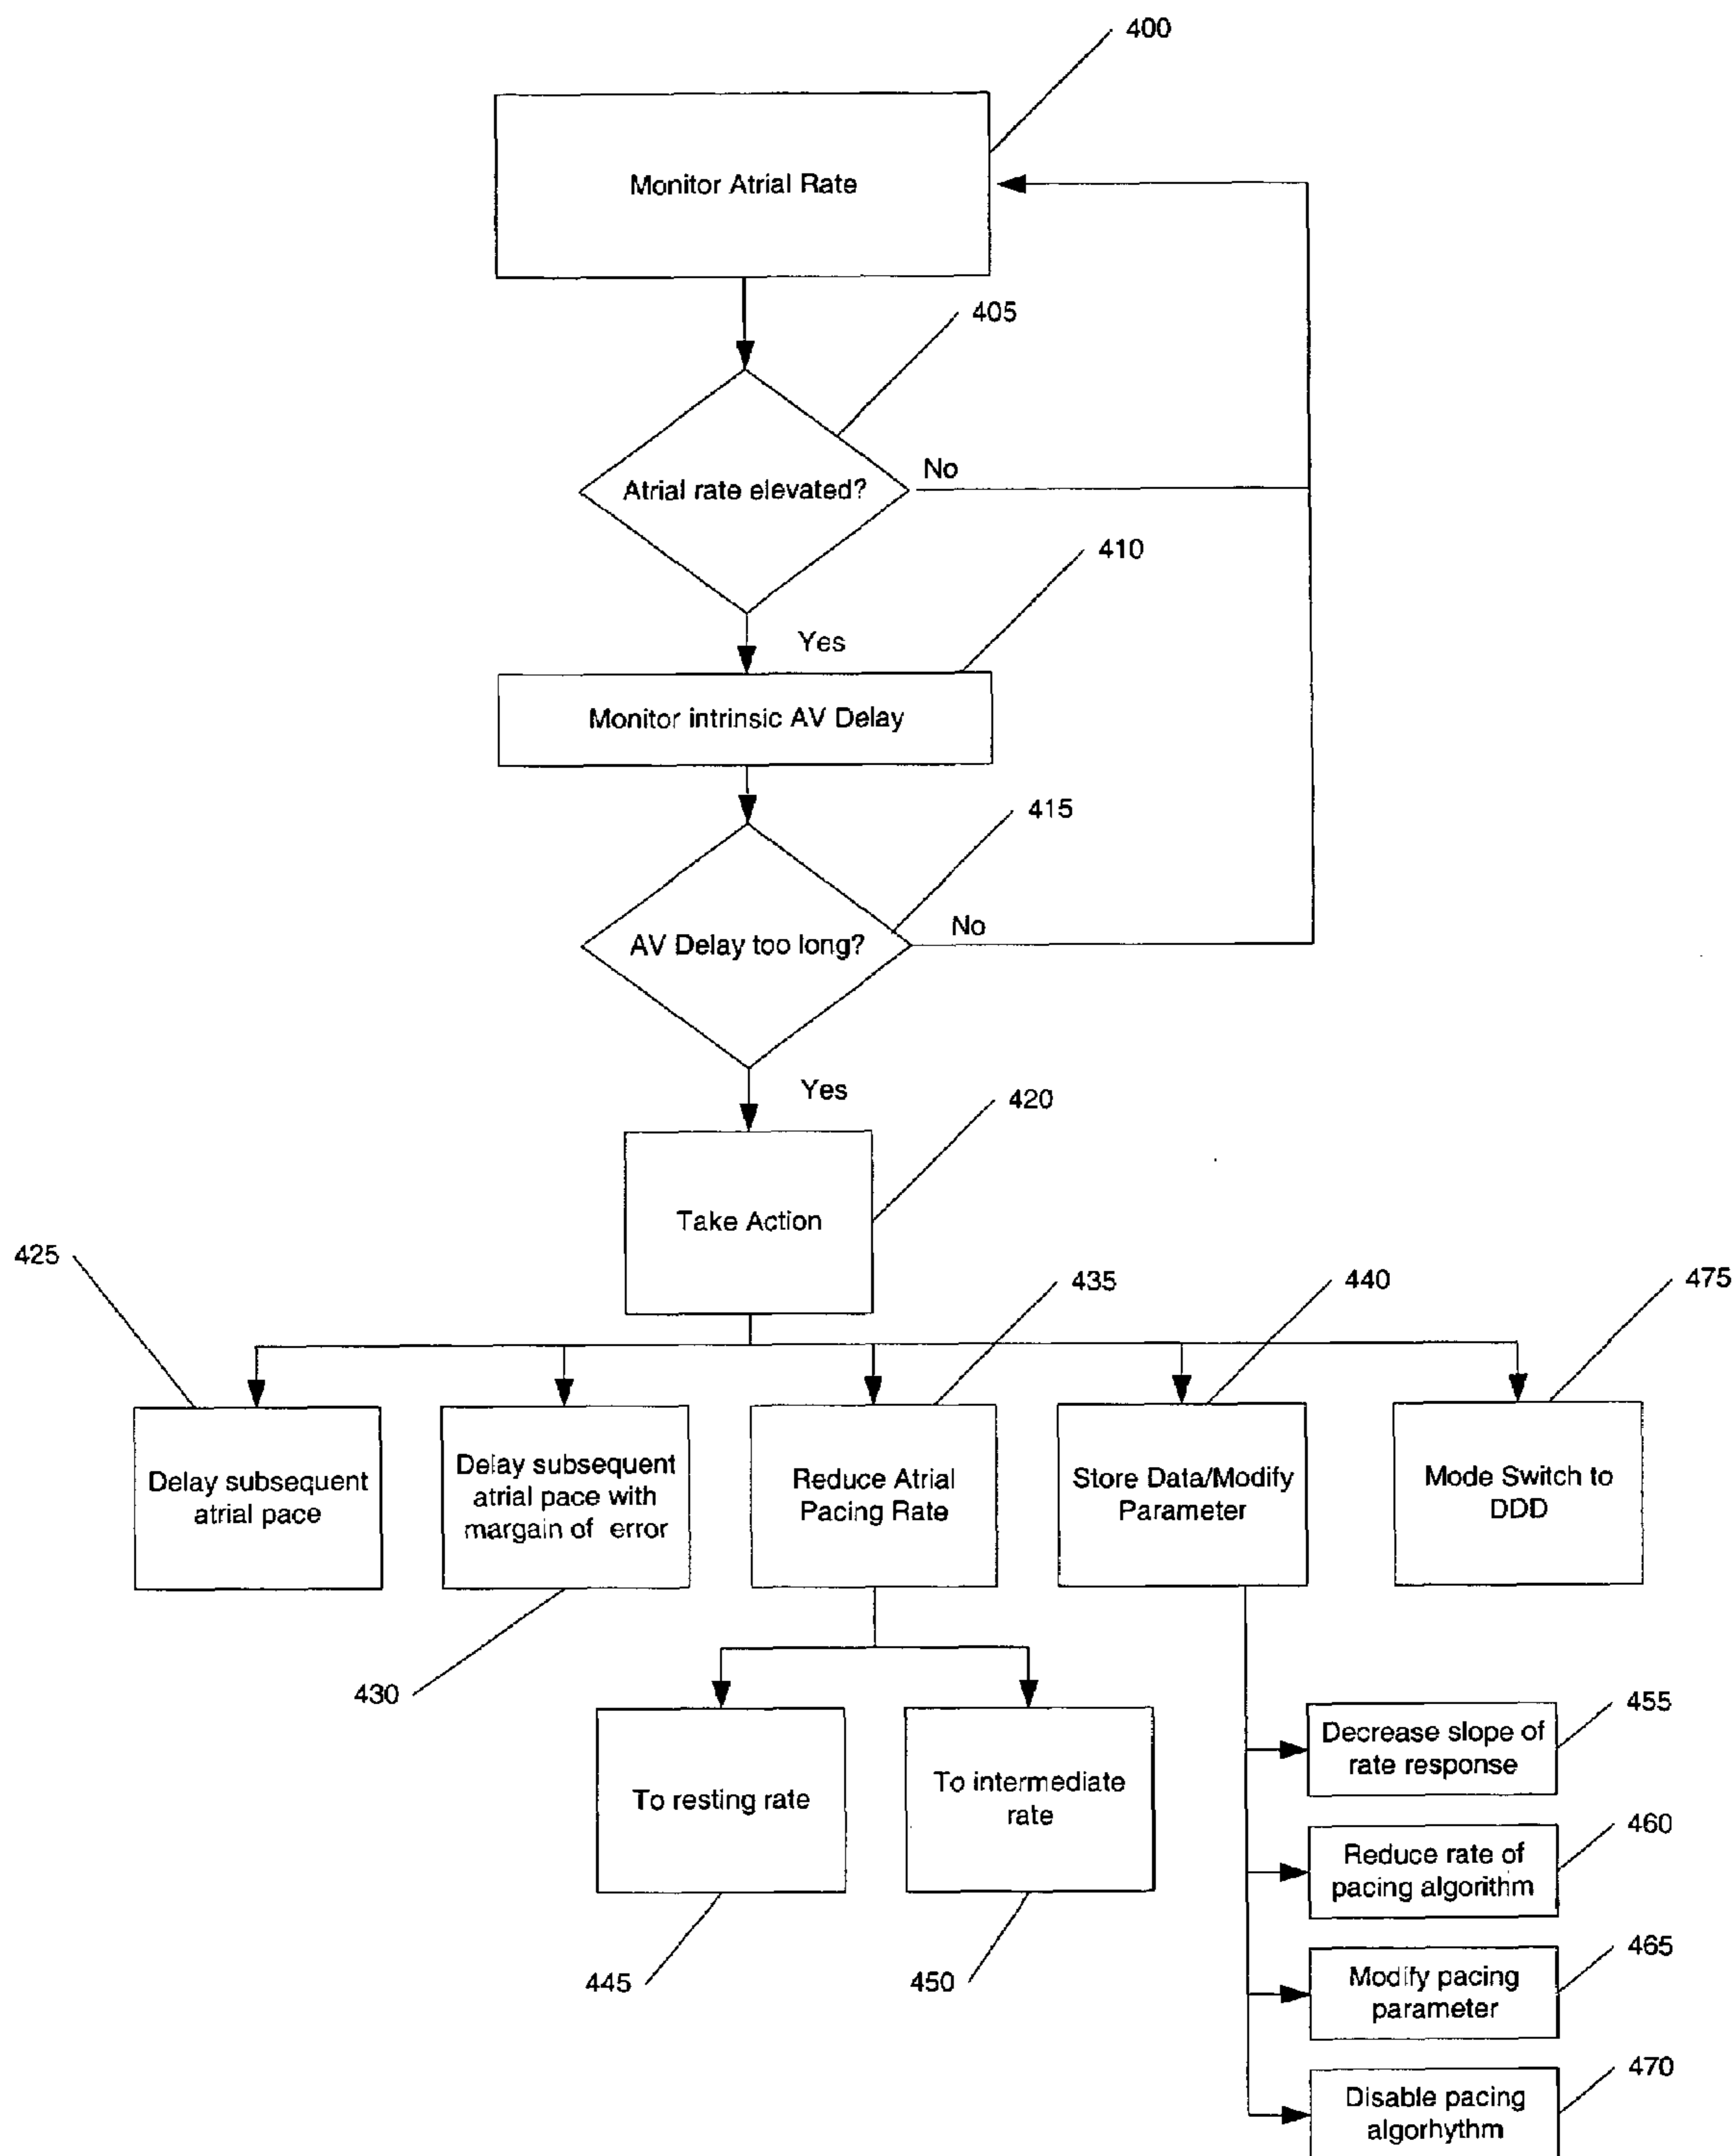 400
Monitor Atrial Rate
405
Atrial rate elevated?
No
410
Yes
Monitor intrinsic AV Delay
415
AV Delay too long?
No
Yes
420
Take Action
425
435
440
475
Delay subsequent
atrial pace
Delay subsequent
atrial pace with
margain of error
Reduce Atrial
Pacing Rate
Store Data/Modify
Parameter
Mode Switch to
DDD
430
455
Decrease slope of
rate response
To resting rate
To intermediate
rate
460
Reduce rate of
pacing algorithm
445
450
465
Modify pacing
parameter
470
Disable pacing
algorhythm